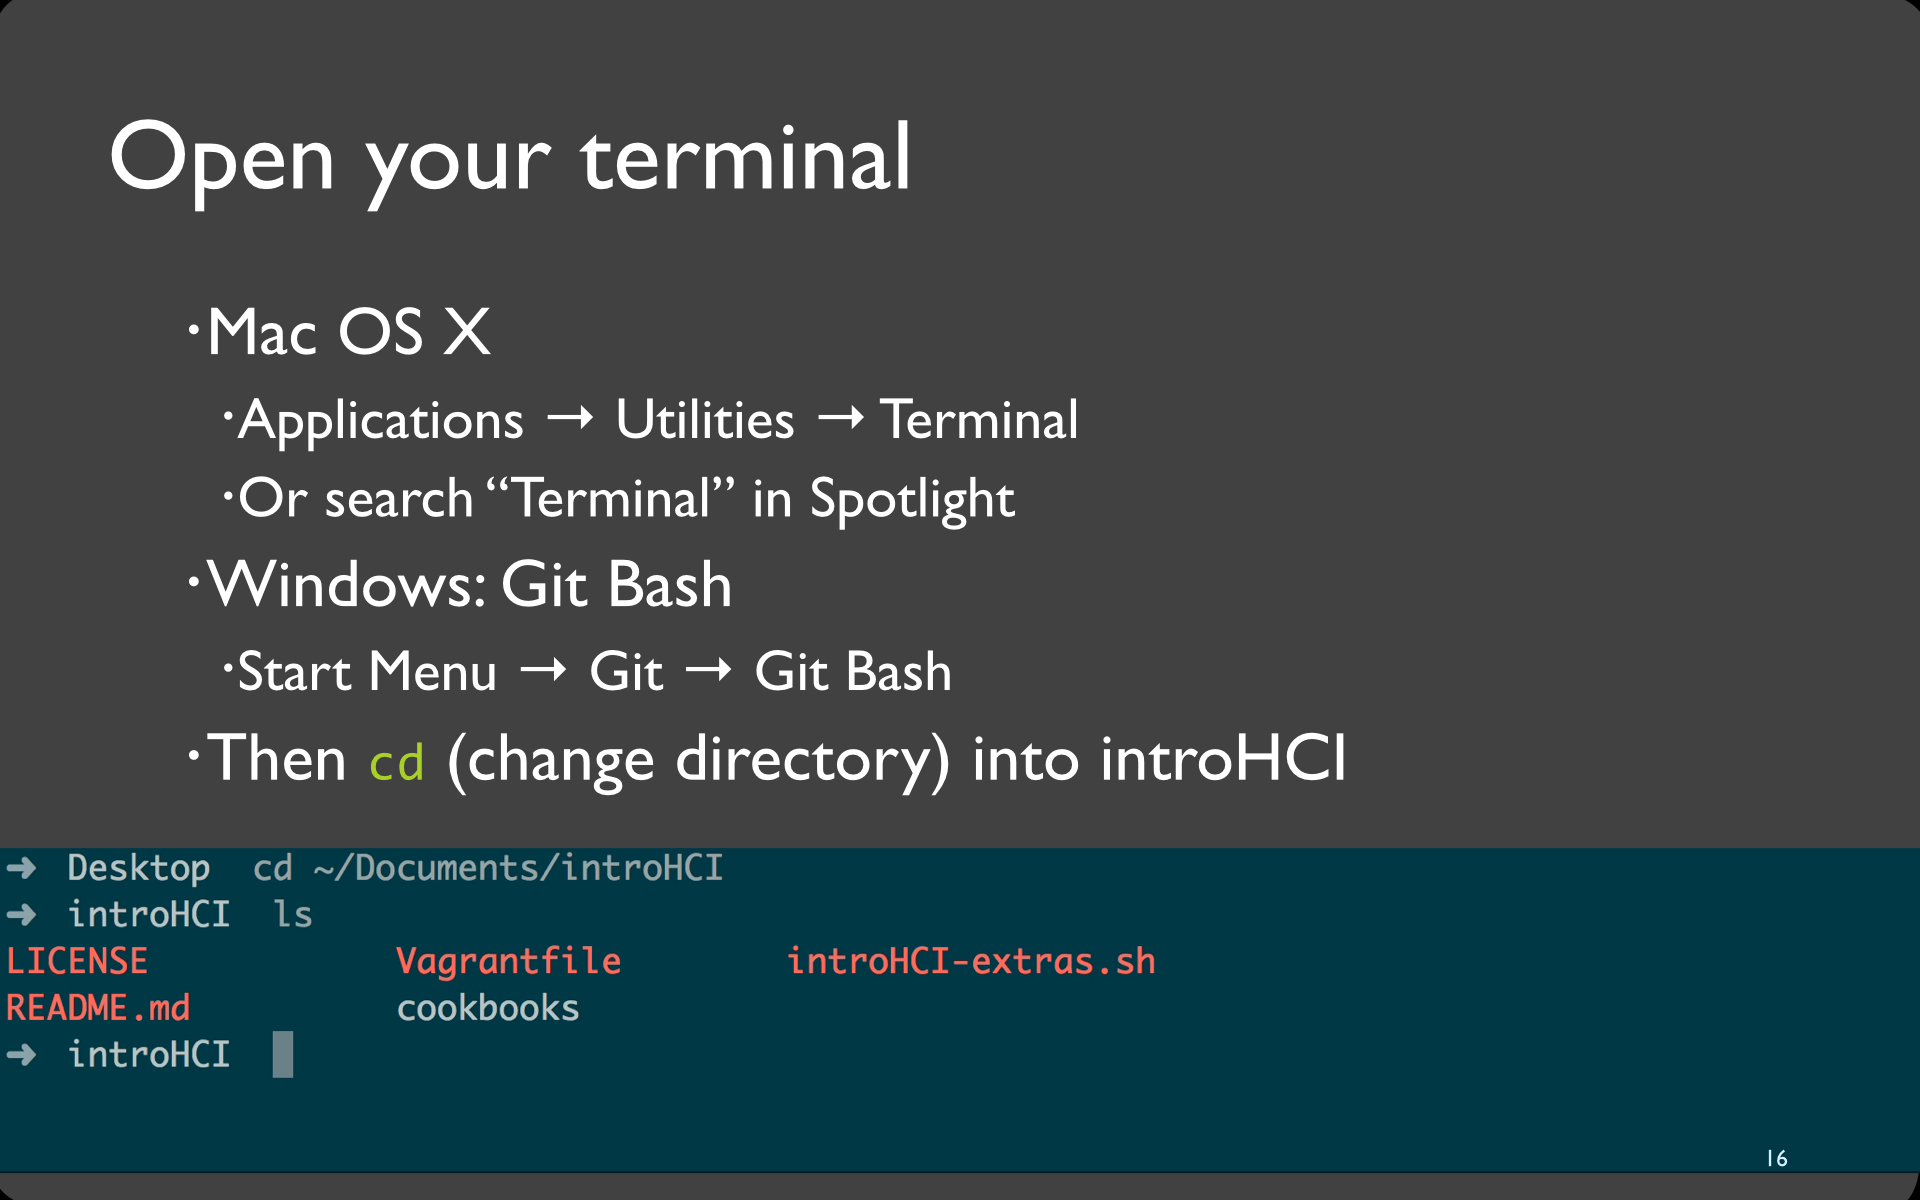 Open your terminal
·Mac OS X
·Applications → Utilities → Terminal
·Or search “Terminal” in Spotlight
·Windows: Git Bash
·Start Menu → Git → Git Bash
·Then cd (change directory) into introHCI
➜ Desktop cd ~/Documents/introHCI
➜ introHCI ls
LICENSE Vagrantfile introHCI-extras.sh
README.md cookbooks
➜ introHCI
16